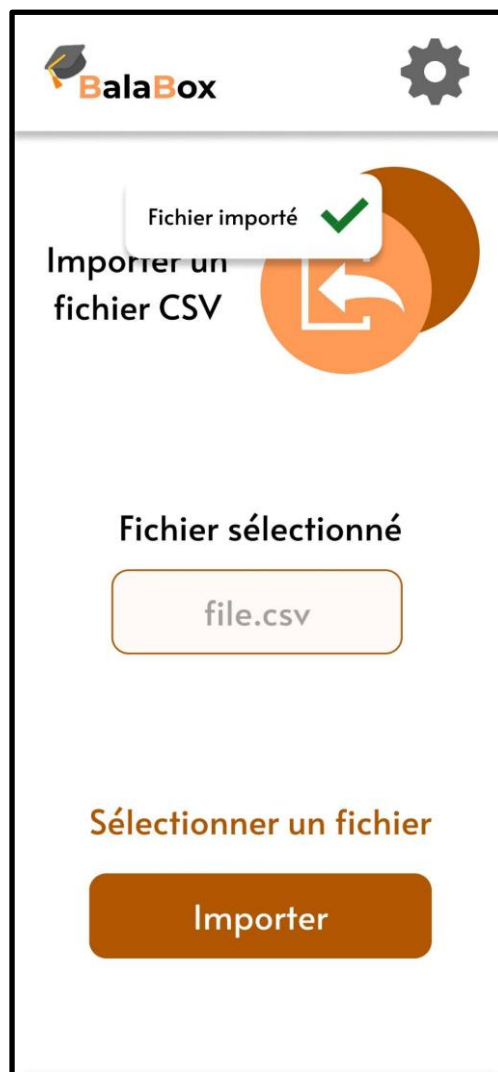 BalaBox
Fichier importé
Importer un
fichier CSV
Fichier sélectionné
file.csv
Sélectionner un fichier
Importer